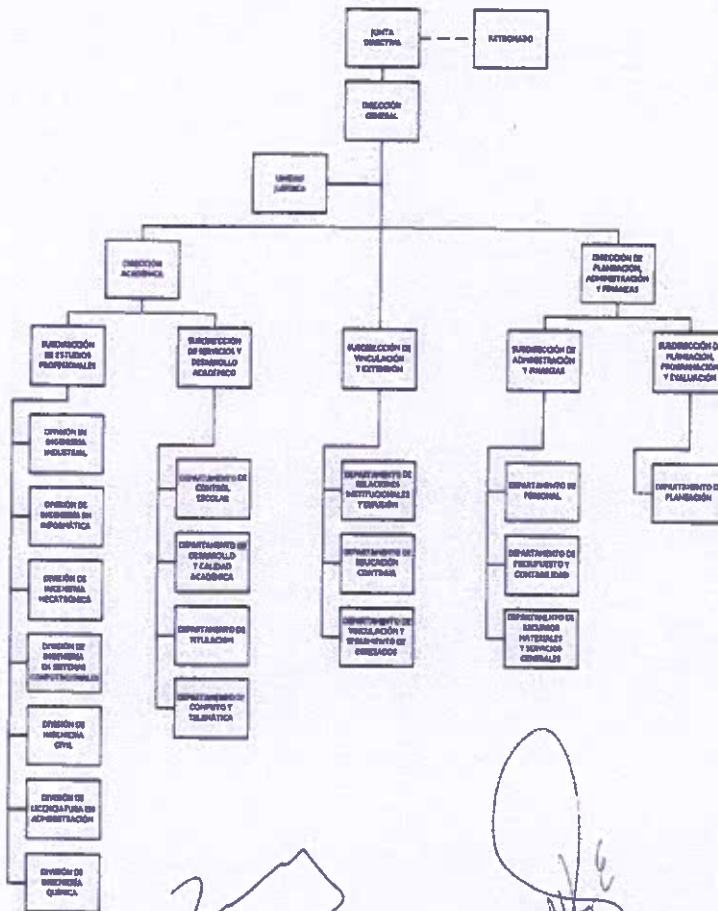 JUNTA
DIRECTIVA
PATRONADO
DIRECCIÓN
GENERAL
UNIDAD
JURÍDICA
DIRECCIÓN
ACADÉMICA
DIRECCIÓN DE
PLANEACIÓN,
ADMINISTRACIÓN
Y FINANZAS
SUBDIRECCIÓN
DE ESTUDIOS
PROFESIONALES
SUBDIRECCIÓN
DE SERVICIOS Y
DESARROLLO
ACADÉMICO
SUBDIRECCIÓN DE
VINCULACIÓN
Y EXTENSIÓN
SUBDIRECCIÓN DE
ADMINISTRACIÓN
Y FINANZAS
SUBDIRECCIÓN DE
PLANEACIÓN,
PROGRAMACIÓN
Y EVALUACIÓN
DIVISIÓN DE
INGENIERÍA
INDUSTRIAL
DIVISIÓN DE
INGENIERÍA EN
INFORMÁTICA
DIVISIÓN DE
INGENIERÍA
MECATRÓNICA
DIVISIÓN DE
INGENIERÍA
EN SISTEMAS
COMPUTACIONALES
DIVISIÓN DE
INGENIERÍA
CIVIL
DIVISIÓN DE
LICENCIATURA EN
ADMINISTRACIÓN
DIVISIÓN DE
INGENIERÍA
QUÍMICA
DEPARTAMENTO DE
CONTROL
ESCOLAR
DEPARTAMENTO DE
DESARROLLO
Y CALIDAD
ACADÉMICA
DEPARTAMENTO DE
TITULACIÓN
DEPARTAMENTO DE
CÓMPUTO Y
TELEMÁTICA
DEPARTAMENTO DE
RELACIONES
INSTITUCIONALES
Y DIFUSIÓN
DEPARTAMENTO DE
EDUCACIÓN
CONTINUA
DEPARTAMENTO DE
VINCULACIÓN Y
SEGUIMIENTO DE
EGRESADOS
DEPARTAMENTO DE
PERSONAL
DEPARTAMENTO DE
PRESUPUESTO Y
CONTABILIDAD
DEPARTAMENTO DE
RECURSOS
MATERIALES
Y SERVICIOS
GENERALES
DEPARTAMENTO DE
PLANEACIÓN